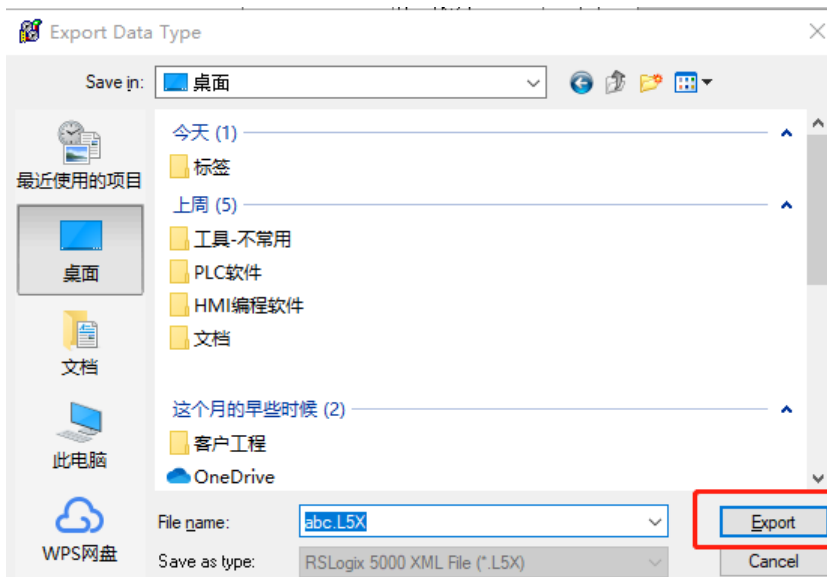 Export Data Type
Save in: 桌面
今天 (1)
标签
上周 (5)
工具-不常用
PLC软件
HMI编程软件
文档
这个月的早些时候 (2)
客户工程
OneDrive
最近使用的项目
桌面
文档
此电脑
WPS网盘
File name: abc.L5X
Export
Save as type: RSLogix 5000 XML File (*.L5X)
Cancel